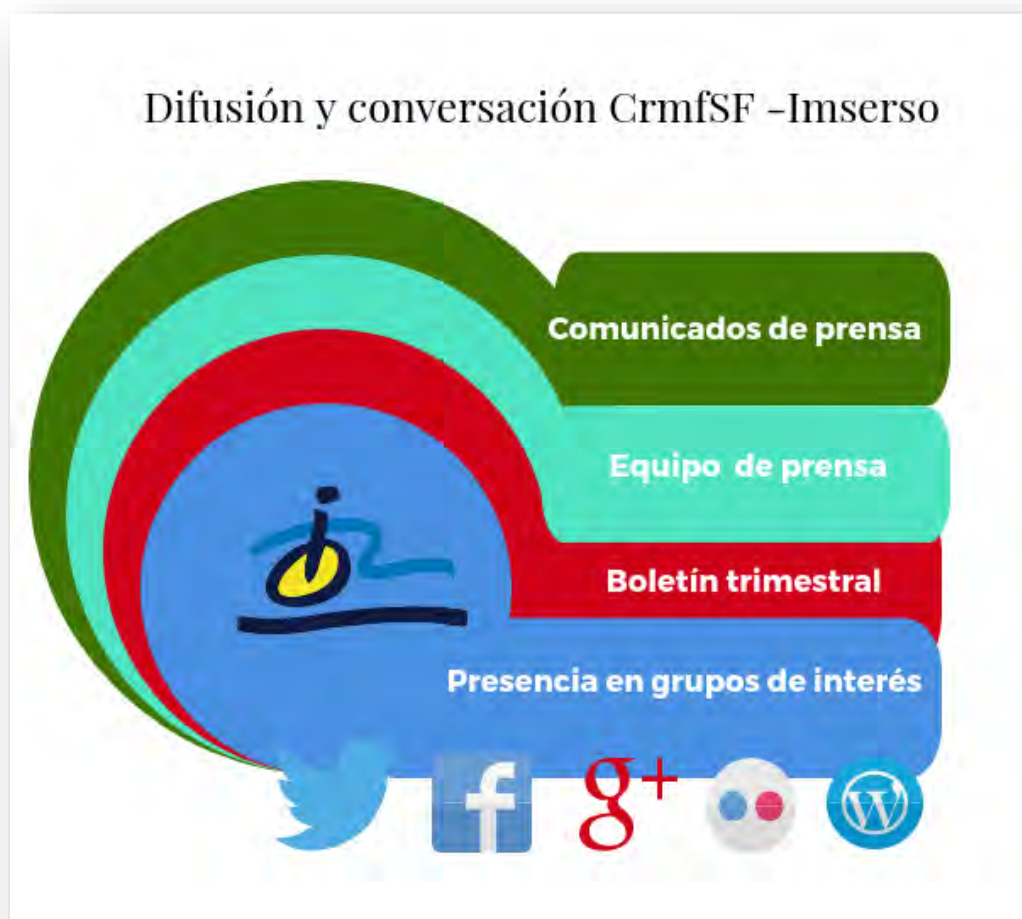 Difusión y conversación CrmfSF -Imserso
Comunicados de prensa
Equipo de prensa
Boletín trimestral
Presencia en grupos de interés